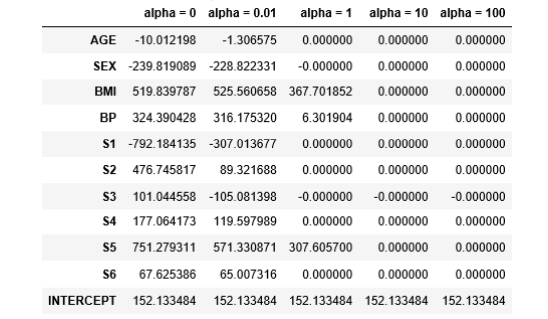 alpha = 0 alpha = 0.01 alpha = 1 alpha = 10 alpha = 100
AGE -10.012198 -1.306575 0.000000 0.000000 0.000000
SEX -239.819089 -228.822331 -0.000000 0.000000 0.000000
BMI 519.839787 525.560658 367.701852 0.000000 0.000000
BP 324.390428 316.175320 6.301904 0.000000 0.000000
S1 -792.184135 -307.013677 0.000000 0.000000 0.000000
S2 476.745817 89.321688 0.000000 0.000000 0.000000
S3 101.044558 -105.081398 -0.000000 -0.000000 -0.000000
S4 177.064173 119.597989 0.000000 0.000000 0.000000
S5 751.279311 571.330871 307.605700 0.000000 0.000000
S6 67.625386 65.007316 0.000000 0.000000 0.000000
INTERCEPT 152.133484 152.133484 152.133484 152.133484 152.133484